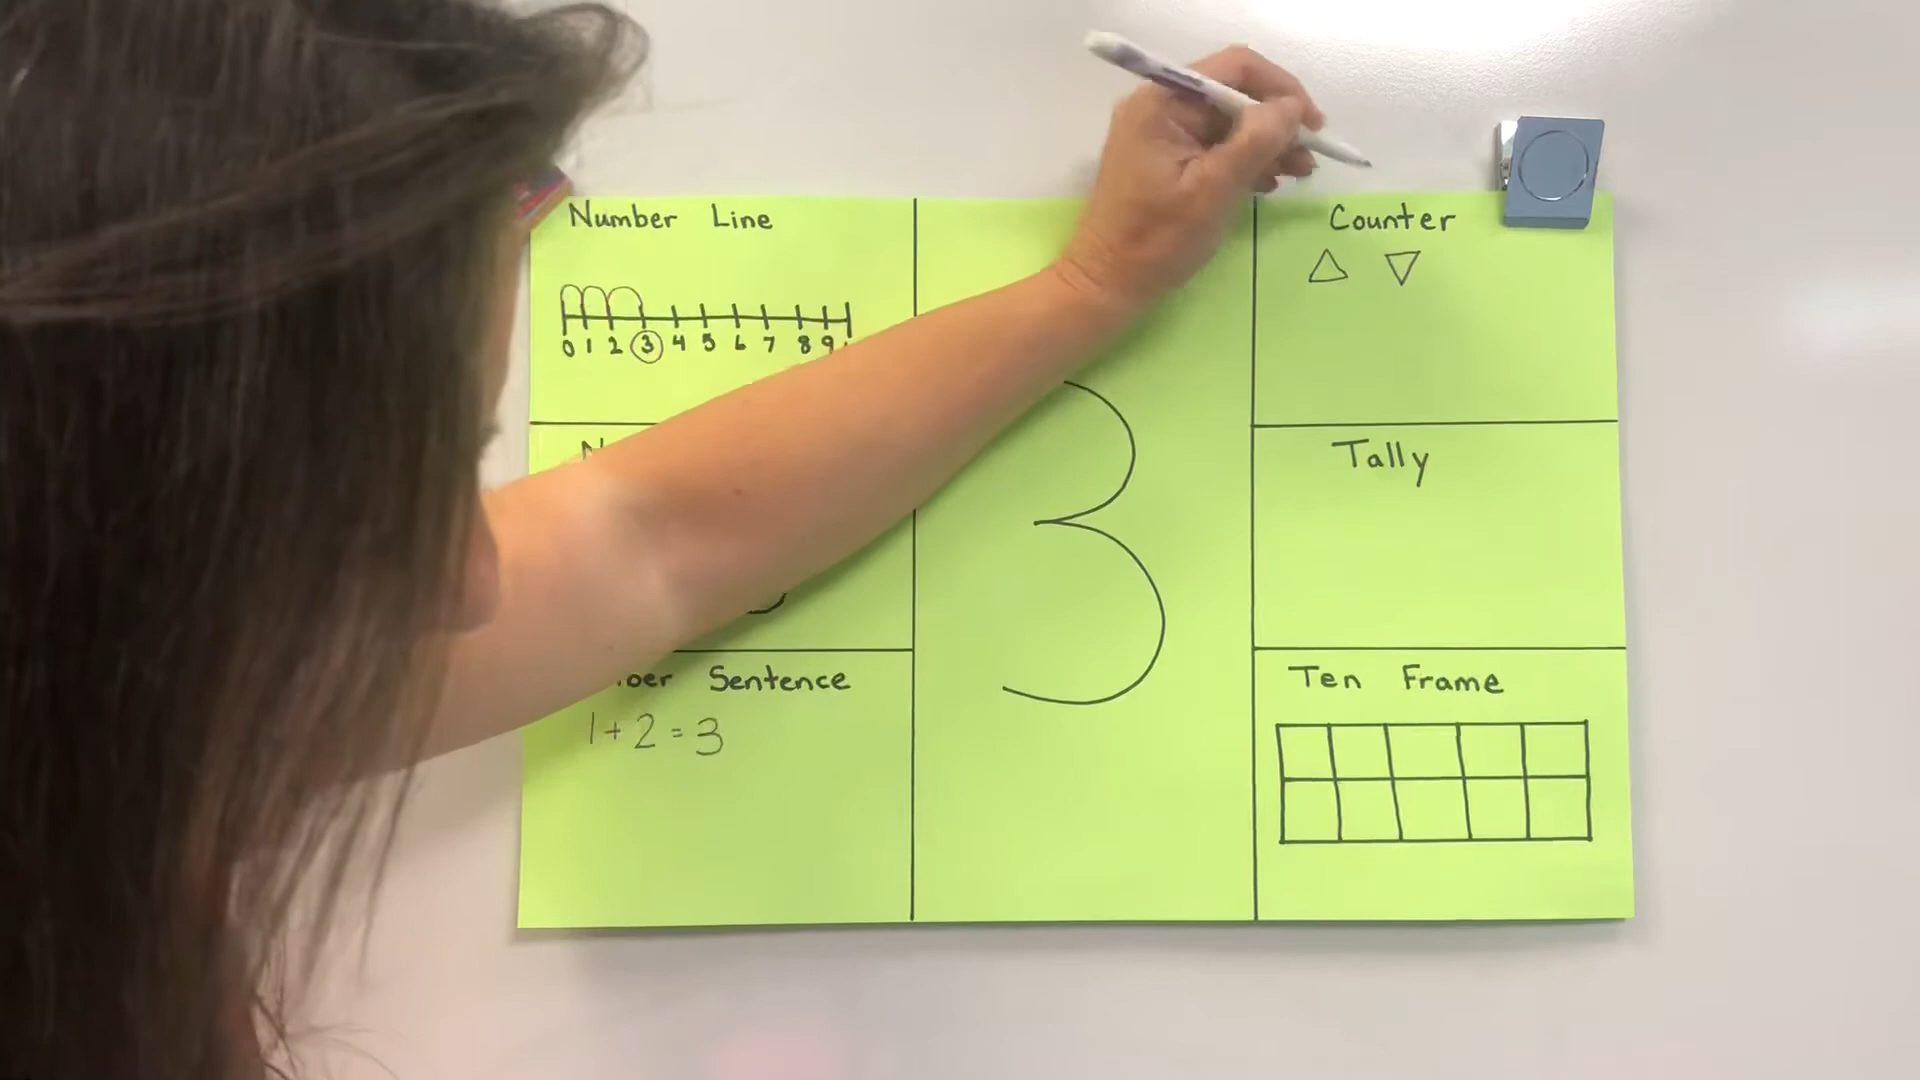 Number Line
0 1 2 3 4 5 6 7 8 9
Sentence
1 + 2 = 3
3
Counter
Tally
Ten Frame